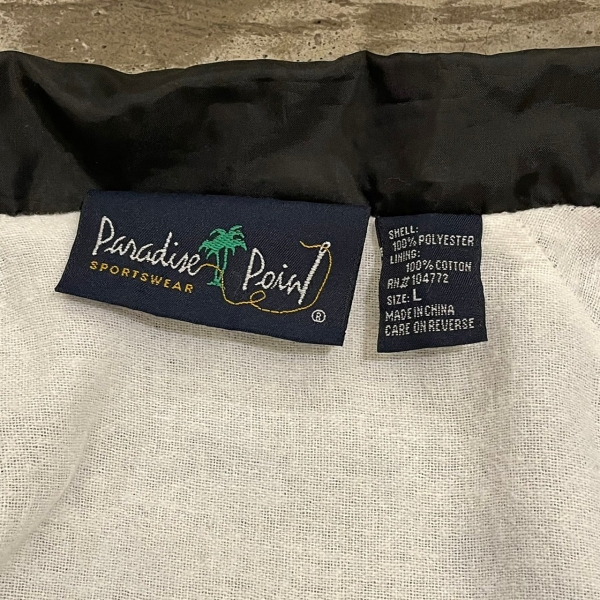 Paradise Point
SPORTSWEAR
®
SHELL:
100% POLYESTER
LINING:
100% COTTON
RN# 104772
SIZE: L
MADE IN CHINA
CARE ON REVERSE